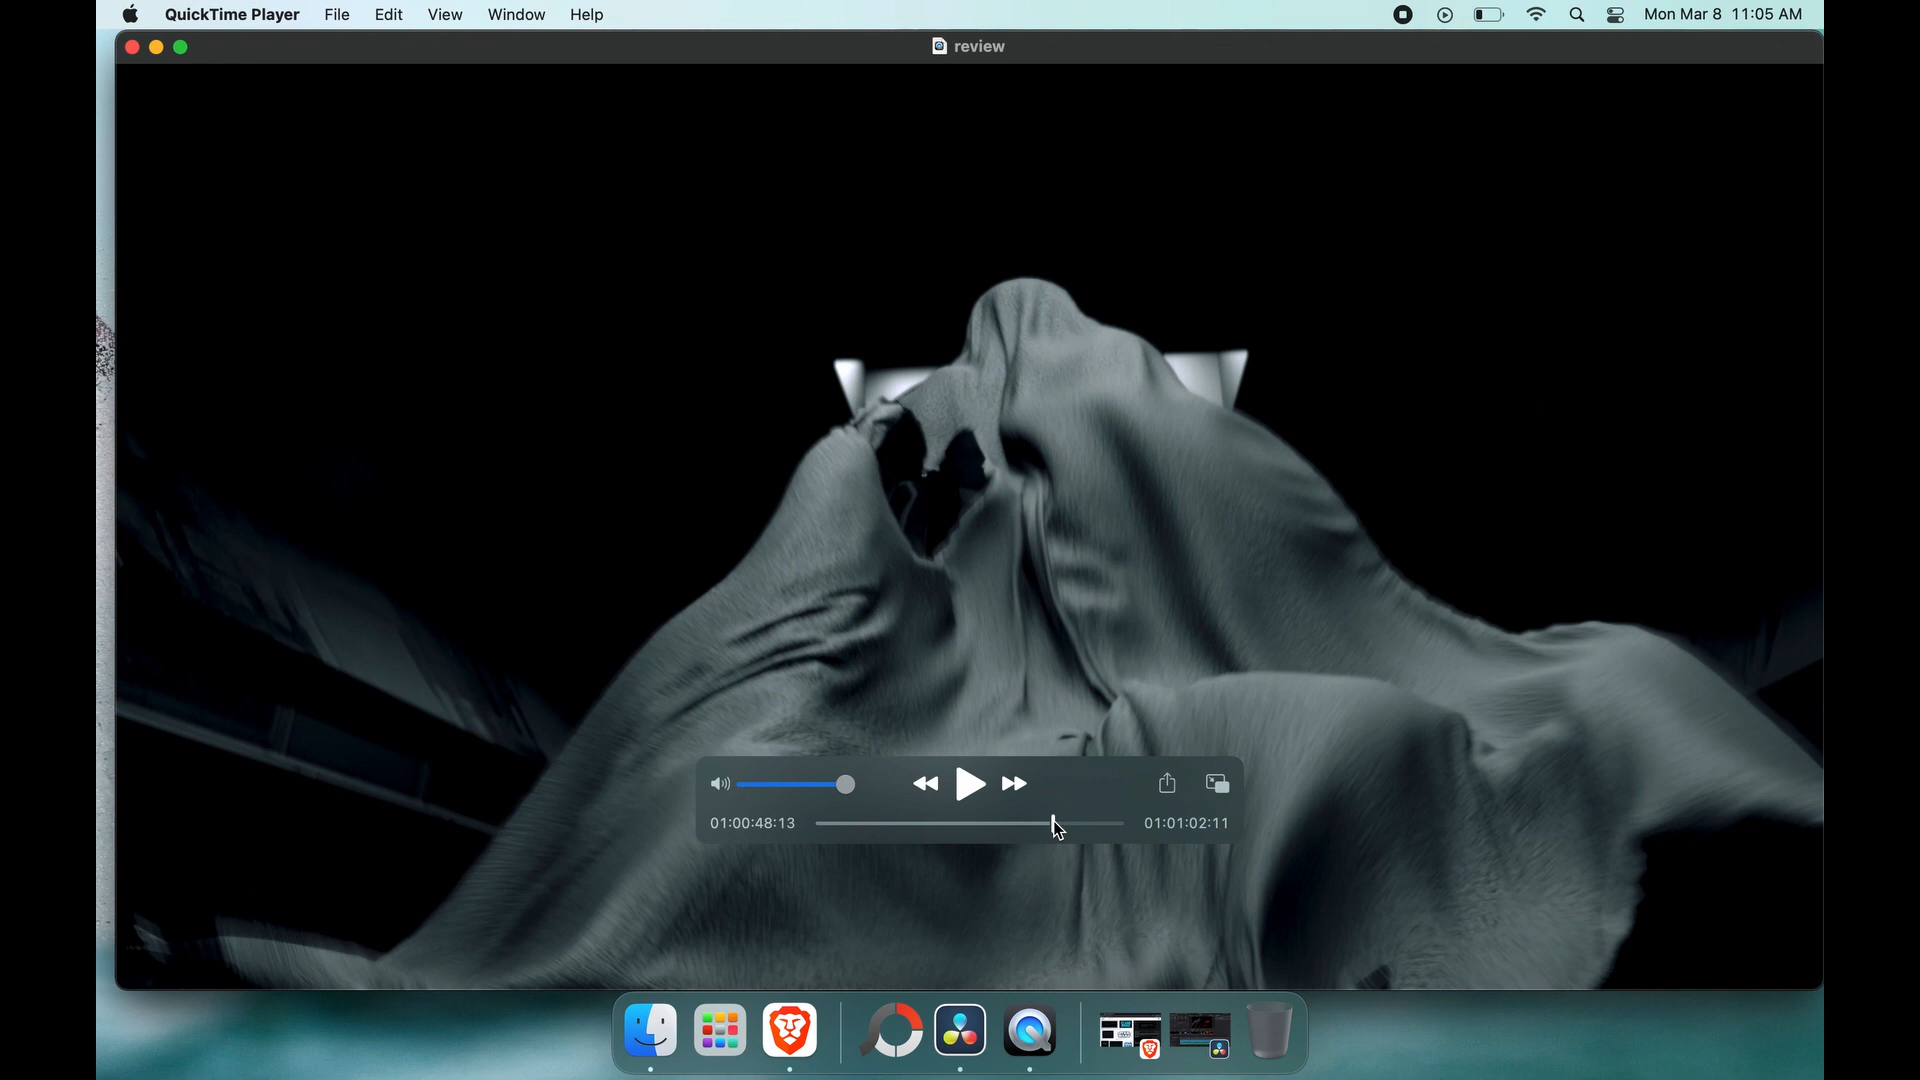 QuickTime Player File Edit View Window Help Mon Mar 8 11:05 AM
review
01:00:48:13 01:01:02:11